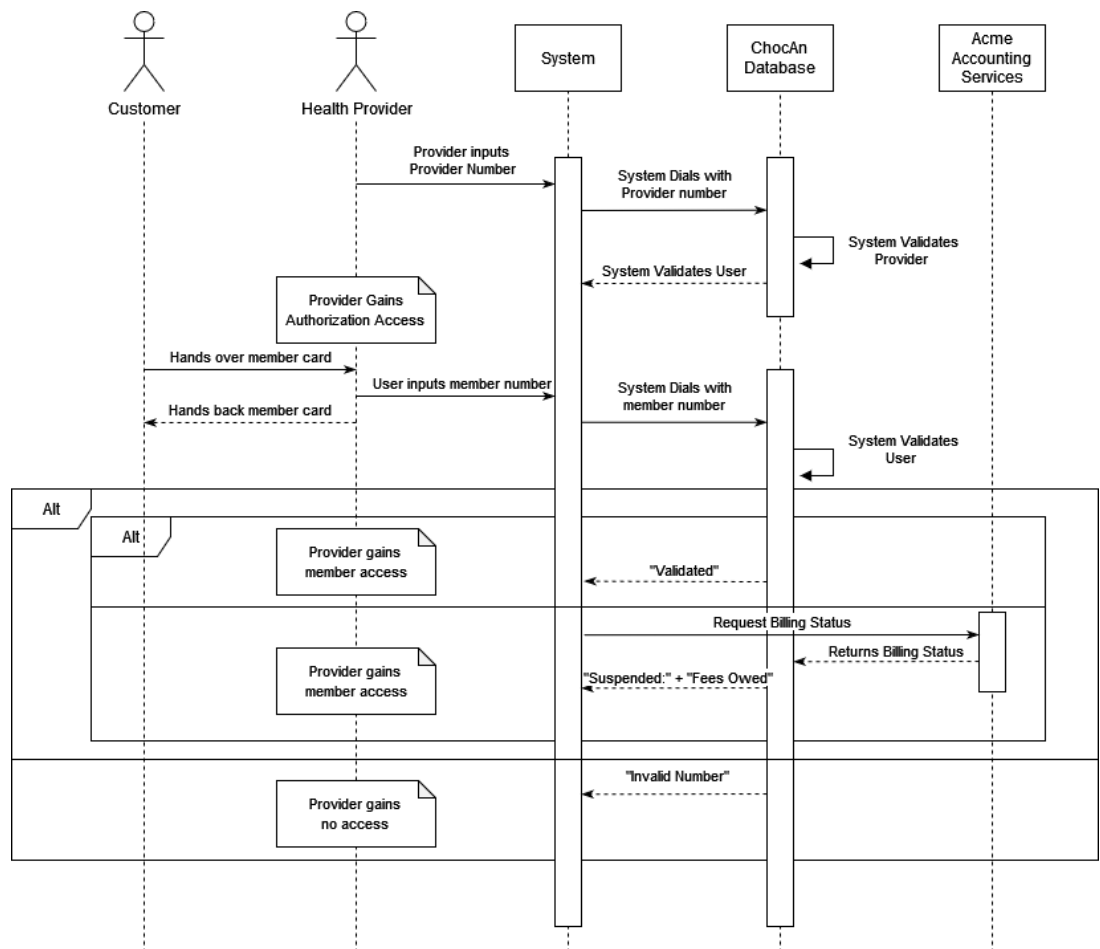 Customer
Health Provider
System
ChocAn
Database
Acme
Accounting
Services
Provider inputs
Provider Number
System Dials with
Provider number
System Validates
Provider
System Validates User
Provider Gains
Authorization Access
Hands over member card
User inputs member number
System Dials with
member number
Hands back member card
System Validates
User
Alt
Alt
Provider gains
member access
"Validated"
Request Billing Status
Returns Billing Status
Provider gains
member access
"Suspended:" + "Fees Owed"
"Invalid Number"
Provider gains
no access